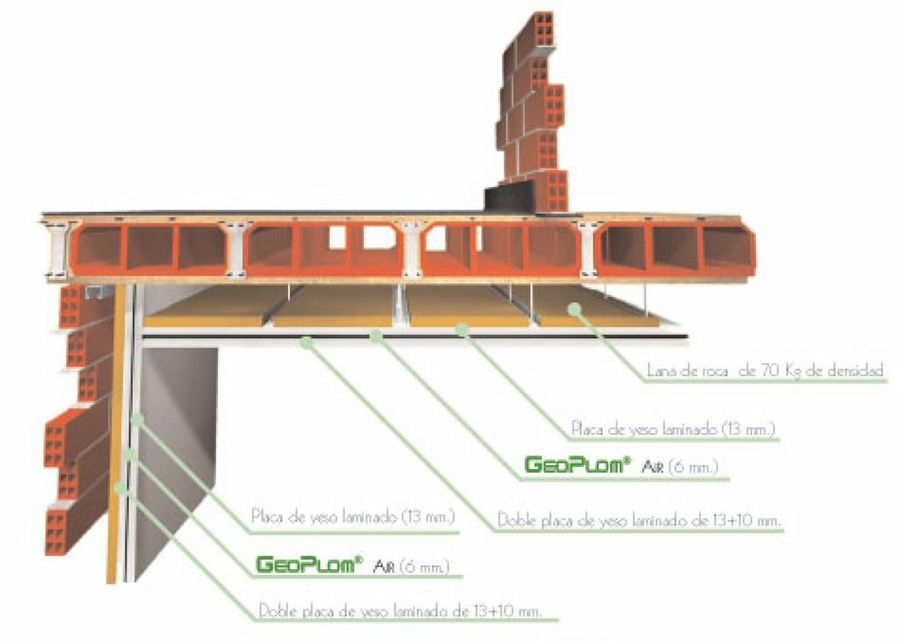 Lana de roca de 70 Kg de densidad
Placa de yeso laminado (13 mm.)
GEOPLOM® AIR (6 mm.)
Doble placa de yeso laminado de 13+10 mm.
Placa de yeso laminado (13 mm.)
GEOPLOM® AIR (6 mm.)
Doble placa de yeso laminado de 13+10 mm.